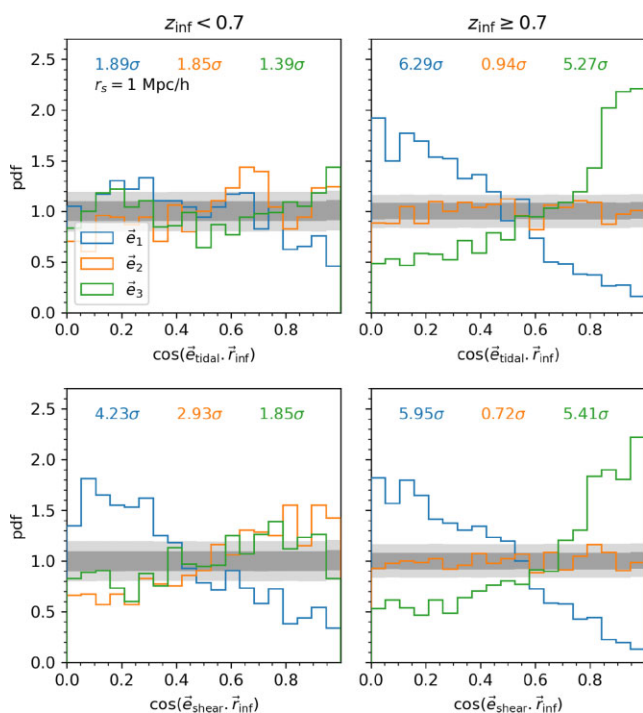 z_inf < 0.7
z_inf ≥ 0.7
2.5
2.0
1.5
1.0
0.5
0.0
pdf
1.89σ 1.85σ 1.39σ
r_s = 1 Mpc/h
e⃗_1
e⃗_2
e⃗_3
0.0 0.2 0.4 0.6 0.8
cos(e⃗_tidal. r⃗_inf)
6.29σ 0.94σ 5.27σ
0.0 0.2 0.4 0.6 0.8
cos(e⃗_tidal. r⃗_inf)
2.5
2.0
1.5
1.0
0.5
0.0
pdf
4.23σ 2.93σ 1.85σ
0.0 0.2 0.4 0.6 0.8
cos(e⃗_shear. r⃗_inf)
5.95σ 0.72σ 5.41σ
0.0 0.2 0.4 0.6 0.8
cos(e⃗_shear. r⃗_inf)